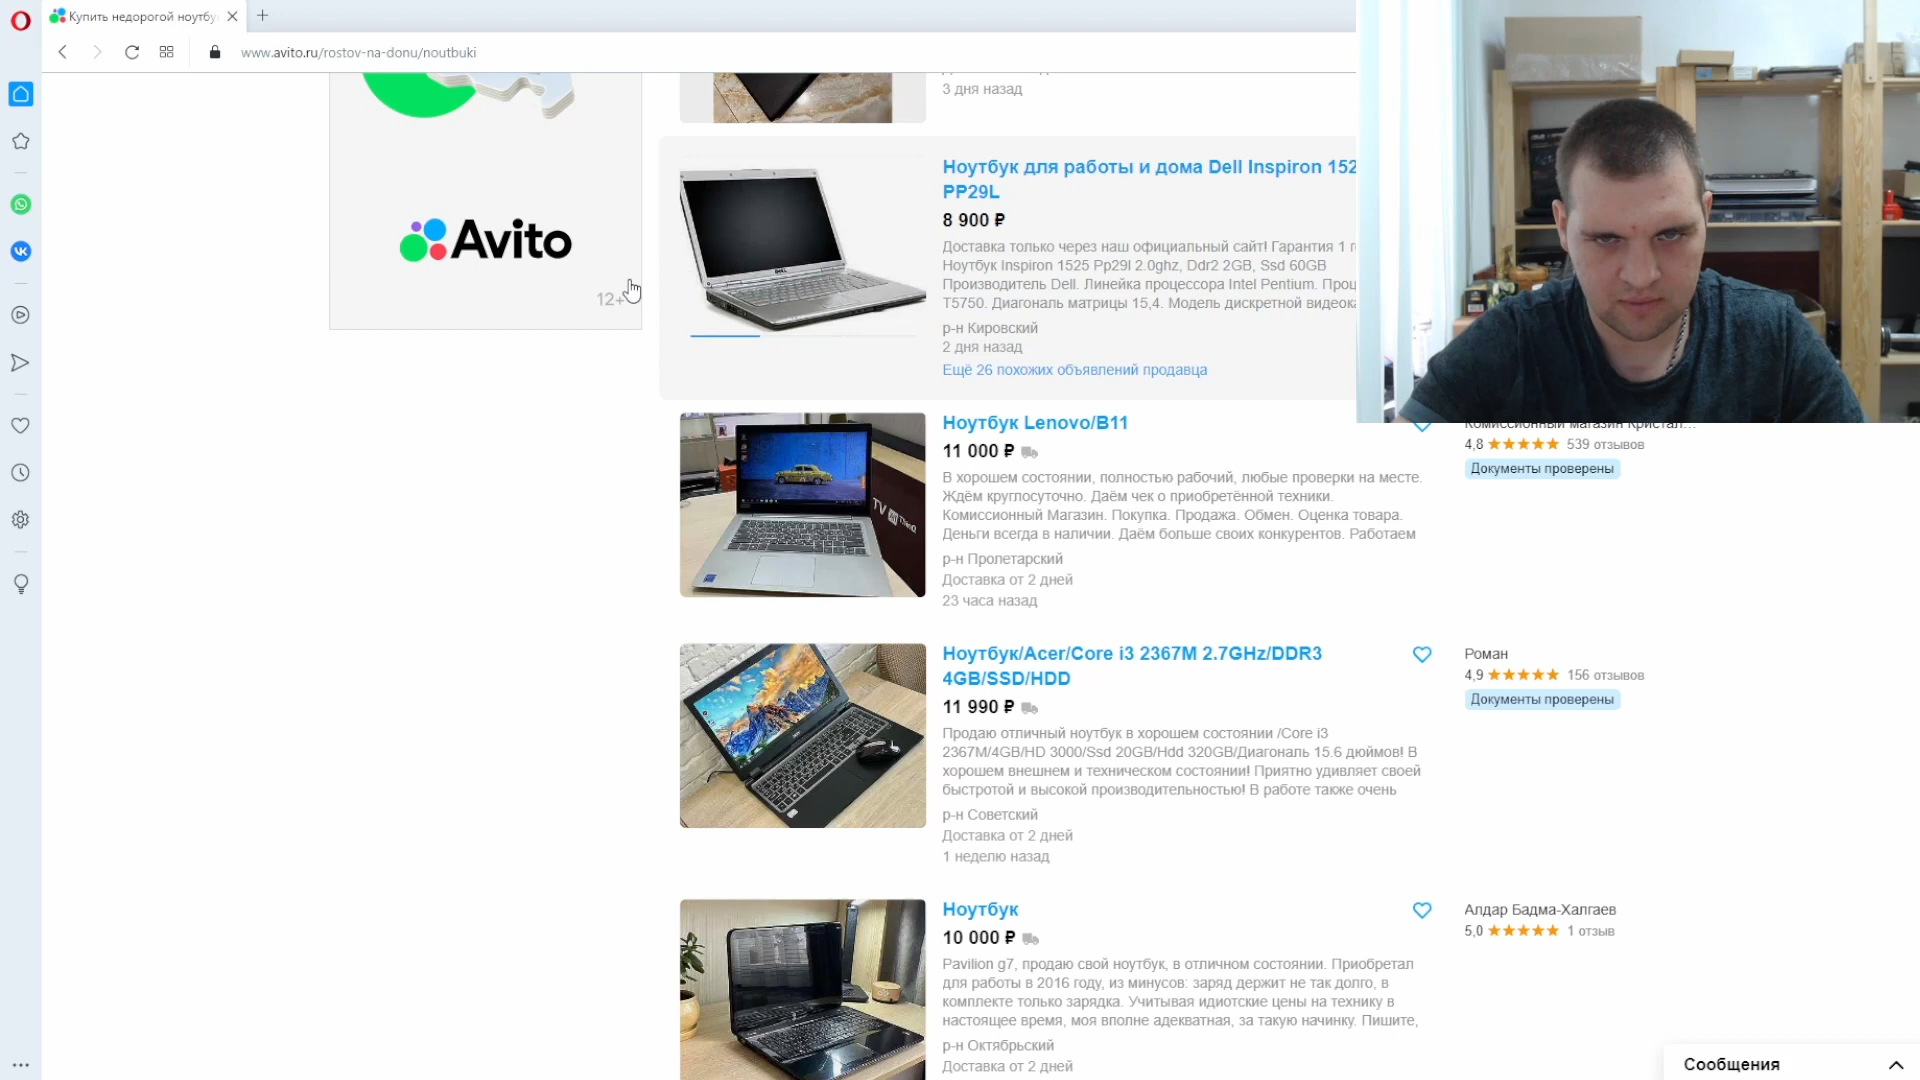 Купить недорогой ноутбу
www.avito.ru/rostov-na-donu/noutbuki
Avito
12+
3 дня назад
Ноутбук для работы и дома Dell Inspiron 152
PP29L
8 900 ₽
Доставка только через наш официальный сайт! Гарантия 1 г
Ноутбук Inspiron 1525 Pp29l 2.0ghz, Ddr2 2GB, Ssd 60GB
Производитель Dell. Линейка процессора Intel Pentium. Проц
T5750. Диагональ матрицы 15,4. Модель дискретной видеока
р-н Кировский
2 дня назад
Ещё 26 похожих объявлений продавца
Ноутбук Lenovo/B11
11 000 ₽
В хорошем состоянии, полностью рабочий, любые проверки на месте.
Ждём круглосуточно. Даём чек о приобретённой техники.
Комиссионный Магазин. Покупка. Продажа. Обмен. Оценка товара.
Деньги всегда в наличии. Даём больше своих конкурентов. Работаем
р-н Пролетарский
Доставка от 2 дней
23 часа назад
Комиссионный магазин Кристал...
4,8 539 отзывов
Документы проверены
Ноутбук/Acer/Core i3 2367M 2.7GHz/DDR3
4GB/SSD/HDD
11 990 ₽
Продаю отличный ноутбук в хорошем состоянии /Core i3
2367M/4GB/HD 3000/Ssd 20GB/Hdd 320GB/Диагональ 15.6 дюймов! В
хорошем внешнем и техническом состоянии! Приятно удивляет своей
быстротой и высокой производительностью! В работе также очень
р-н Советский
Доставка от 2 дней
1 неделю назад
Роман
4,9 156 отзывов
Документы проверены
Ноутбук
10 000 ₽
Pavilion g7, продаю свой ноутбук, в отличном состоянии. Приобретал
для работы в 2016 году, из минусов: заряд держит не так долго, в
комплекте только зарядка. Учитывая идиотские цены на технику в
настоящее время, моя вполне адекватная, за такую начинку. Пишите,
р-н Октябрьский
Доставка от 2 дней
Алдар Бадма-Халгаев
5,0 1 отзыв
Сообщения